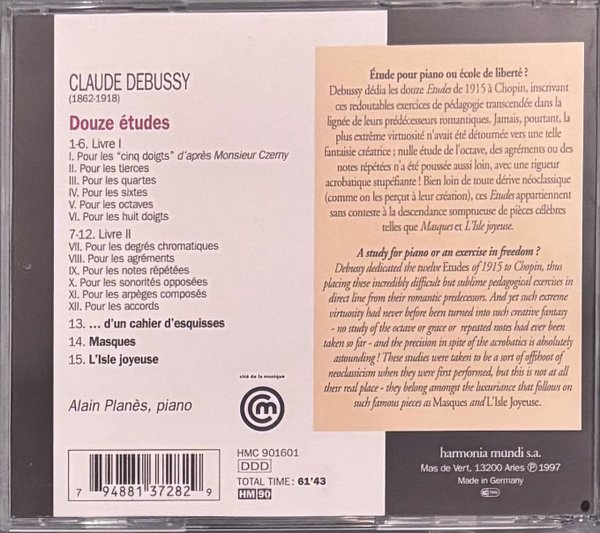 CLAUDE DEBUSSY
(1862-1918)
Douze études
1-6. Livre I
I. Pour les "cinq doigts" d'après Monsieur Czerny
II. Pour les tierces
III. Pour les quartes
IV. Pour les sixtes
V. Pour les octaves
VI. Pour les huit doigts
7-12. Livre II
VII. Pour les degrés chromatiques
VIII. Pour les agréments
IX. Pour les notes répétées
X. Pour les sonorités opposées
XI. Pour les arpèges composés
XII. Pour les accords
13. ... d'un cahier d'esquisses
14. Masques
15. L'Isle joyeuse
Alain Planès, piano
cité de la musique
HMC 901601
DDD
TOTAL TIME : 61'43
HM 90
7 94881 37282 9
Étude pour piano ou école de liberté ?
Debussy dédia les douze Etudes de 1915 à Chopin, inscrivant
ces redoutables exercices de pédagogie transcendée dans la
lignée de leurs prédécesseurs romantiques. Jamais, pourtant, la
plus extrême virtuosité n'avait été détournée vers une telle
fantaisie créatrice ; nulle étude de l'octave, des agréments ou des
notes répétées n'a été poussée aussi loin, avec une rigueur
acrobatique stupéfiante ! Bien loin de toute dérive néoclassique
(comme on les perçut à leur création), ces Etudes appartiennent
sans conteste à la descendance somptueuse de pièces célèbres
telles que Masques et L'Isle joyeuse.
A study for piano or an exercise in freedom ?
Debussy dedicated the twelve Etudes of 1915 to Chopin, thus
placing these incredibly difficult but sublime pedagogical exercises in
direct line from their romantic predecessors. And yet such extreme
virtuosity had never before been turned into such creative fantasy
- no study of the octave or grace or repeated notes had ever been
taken so far - and the precision in spite of the acrobatics is absolutely
astounding ! These studies were taken to be a sort of offshoot of
neoclassicism when they were first performed, but this is not at all
their real place - they belong amongst the luxuriance that follows on
such famous pieces as Masques and L'Isle Joyeuse.
harmonia mundi s.a.
Mas de Vert, 13200 Arles Ⓟ 1997
Made in Germany